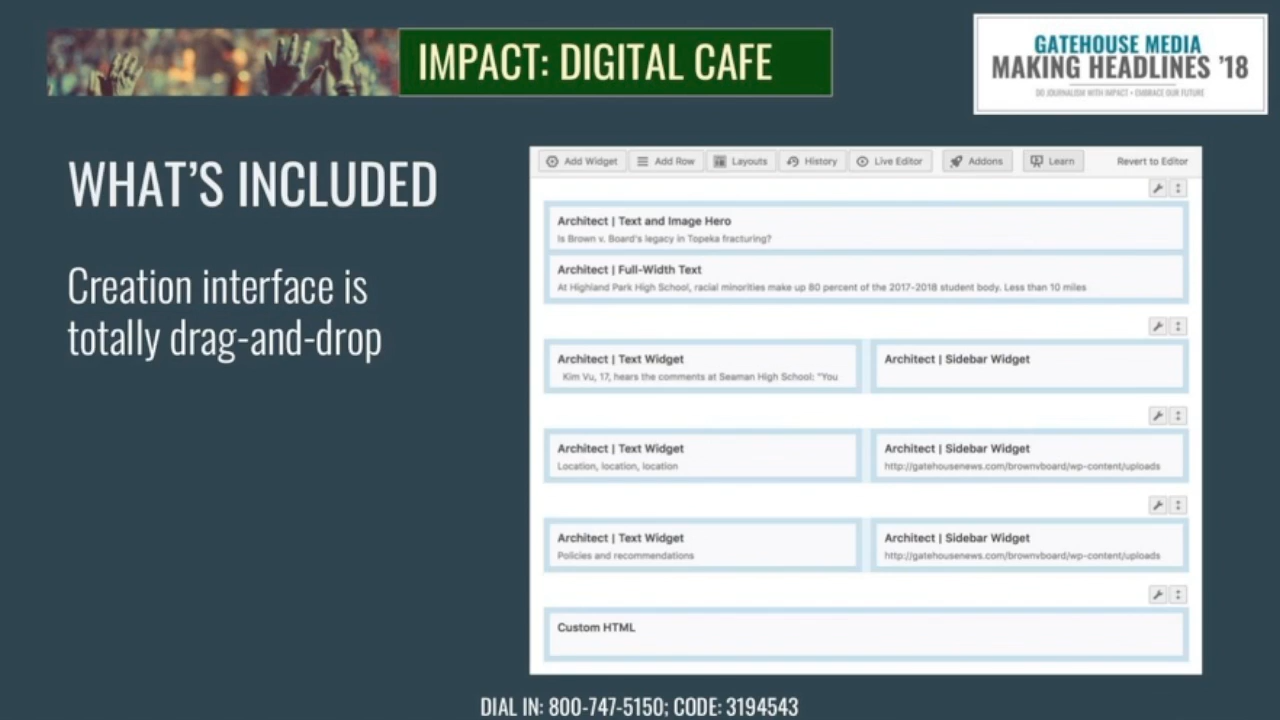 IMPACT: DIGITAL CAFE
GATEHOUSE MEDIA
MAKING HEADLINES '18
DO JOURNALISM WITH IMPACT • EMBRACE OUR FUTURE
WHAT'S INCLUDED
Creation interface is
totally drag-and-drop
Add Widget Add Row Layouts History Live Editor Addons Learn Revert to Editor
Architect | Text and Image Hero
Is Brown v. Board's legacy in Topeka fracturing?
Architect | Full-Width Text
At Highland Park High School, racial minorities make up 80 percent of the 2017-2018 student body. Less than 10 miles
Architect | Text Widget Architect | Sidebar Widget
Kim Vu, 17, hears the comments at Seaman High School: "You
Architect | Text Widget Architect | Sidebar Widget
Location, location, location http://gatehousenews.com/brownvboard/wp-content/uploads
Architect | Text Widget Architect | Sidebar Widget
Policies and recommendations http://gatehousenews.com/brownvboard/wp-content/uploads
Custom HTML
DIAL IN: 800-747-5150; CODE: 3194543